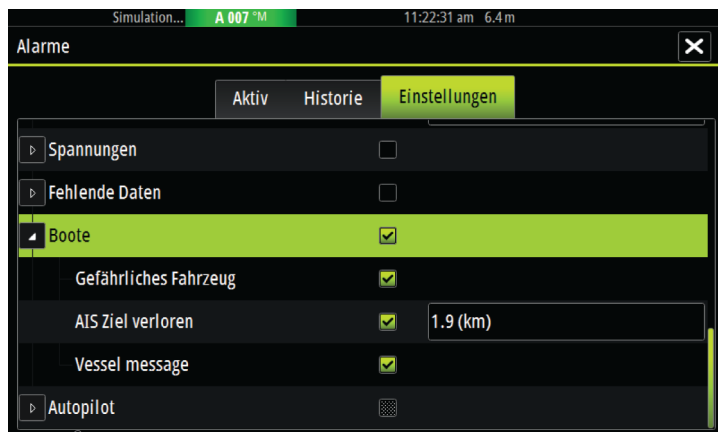 Simulation... A 007 °M 11:22:31 am 6.4 m
Alarme
Aktiv Historie Einstellungen
Spannungen
Fehlende Daten
Boote
Gefährliches Fahrzeug
AIS Ziel verloren 1.9 (km)
Vessel message
Autopilot